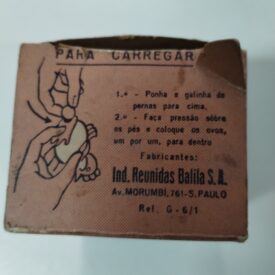 PARA CARREGAR
1.º - Ponha a galinha de
pernas para cima.
2.º - Faça pressão sôbre
os pés e coloque os ovos,
um por um, para dentro
Fabricantes:
Ind. Reunidas Balila S.A.
Av. MORUMBI, 761-S. PAULO
Ref. G-6/1